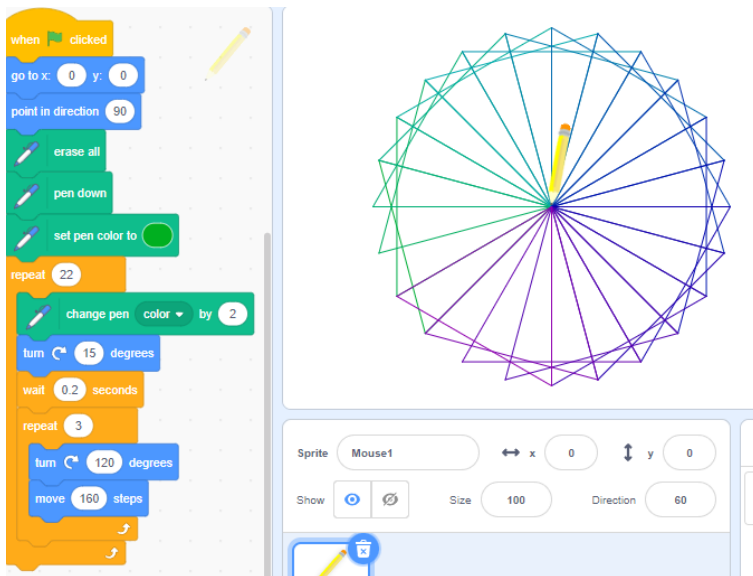 when clicked
go to x: 0 y: 0
point in direction 90
erase all
pen down
set pen color to
repeat 22
change pen color by 2
turn 15 degrees
wait 0.2 seconds
repeat 3
turn 120 degrees
move 160 steps
Sprite Mouse1 x 0 y 0
Show Size 100 Direction 60